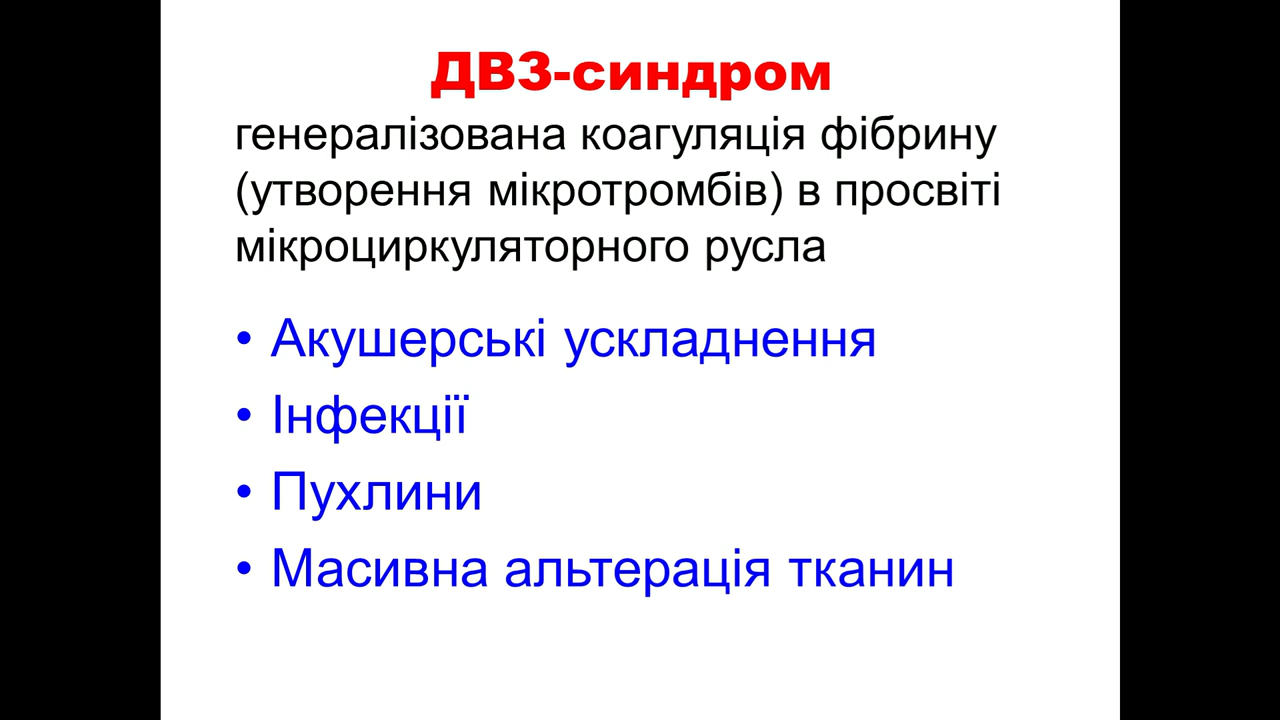 ДВЗ-синдром
генералізована коагуляція фібрину
(утворення мікротромбів) в просвіті
мікроциркуляторного русла
• Акушерські ускладнення
• Інфекції
• Пухлини
• Масивна альтерація тканин